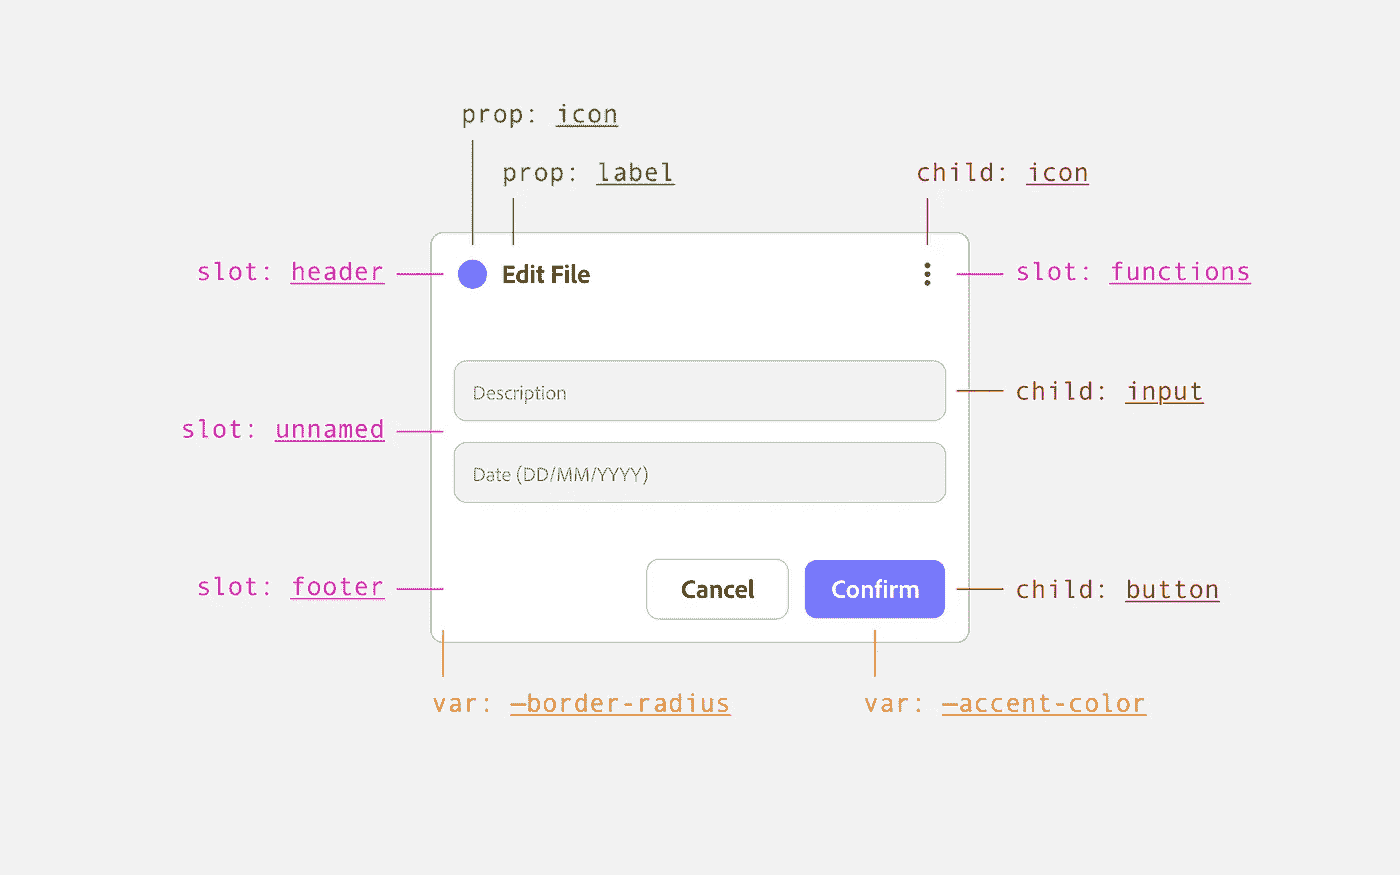 prop: icon
prop: label
child: icon
slot: header
Edit File
slot: functions
Description
child: input
slot: unnamed
Date (DD/MM/YYYY)
slot: footer
Cancel
Confirm
child: button
var: —border-radius
var: —accent-color